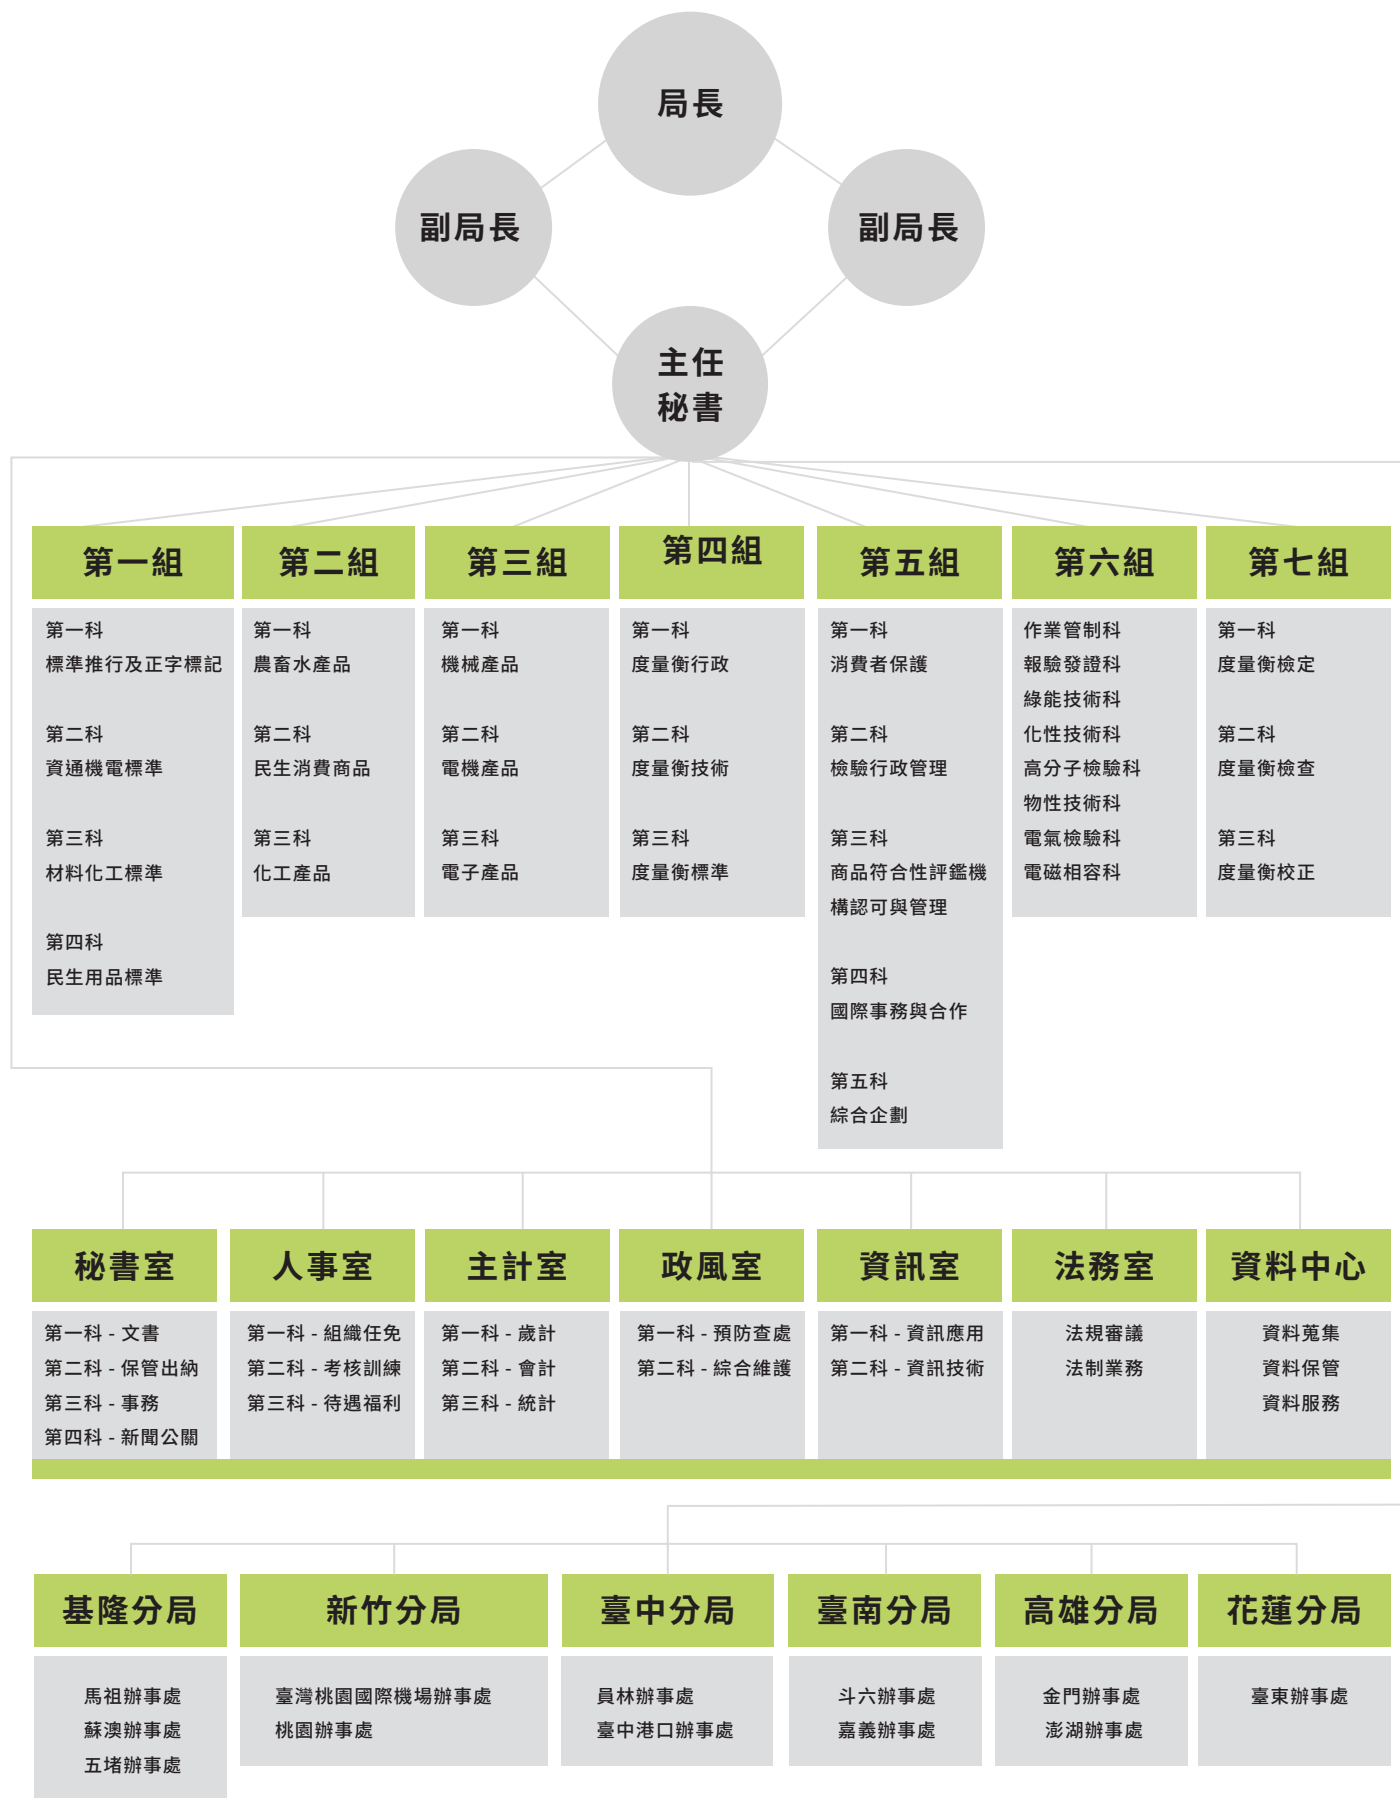 局長
副局長
副局長
主任
秘書
第一組
第一科
標準推行及正字標記
第二科
資通機電標準
第三科
材料化工標準
第四科
民生用品標準
第二組
第一科
農畜水產品
第二科
民生消費商品
第三科
化工產品
第三組
第一科
機械產品
第二科
電機產品
第三科
電子產品
第四組
第一科
度量衡行政
第二科
度量衡技術
第三科
度量衡標準
第五組
第一科
消費者保護
第二科
檢驗行政管理
第三科
商品符合性評鑑機
構認可與管理
第四科
國際事務與合作
第五科
綜合企劃
第六組
作業管制科
報驗發證科
綠能技術科
化性技術科
高分子檢驗科
物性技術科
電氣檢驗科
電磁相容科
第七組
第一科
度量衡檢定
第二科
度量衡檢查
第三科
度量衡校正
秘書室
第一科 - 文書
第二科 - 保管出納
第三科 - 事務
第四科 - 新聞公關
人事室
第一科 - 組織任免
第二科 - 考核訓練
第三科 - 待遇福利
主計室
第一科 - 歲計
第二科 - 會計
第三科 - 統計
政風室
第一科 - 預防查處
第二科 - 綜合維護
資訊室
第一科 - 資訊應用
第二科 - 資訊技術
法務室
法規審議
法制業務
資料中心
資料蒐集
資料保管
資料服務
基隆分局
馬祖辦事處
蘇澳辦事處
五堵辦事處
新竹分局
臺灣桃園國際機場辦事處
桃園辦事處
臺中分局
員林辦事處
臺中港口辦事處
臺南分局
斗六辦事處
嘉義辦事處
高雄分局
金門辦事處
澎湖辦事處
花蓮分局
臺東辦事處